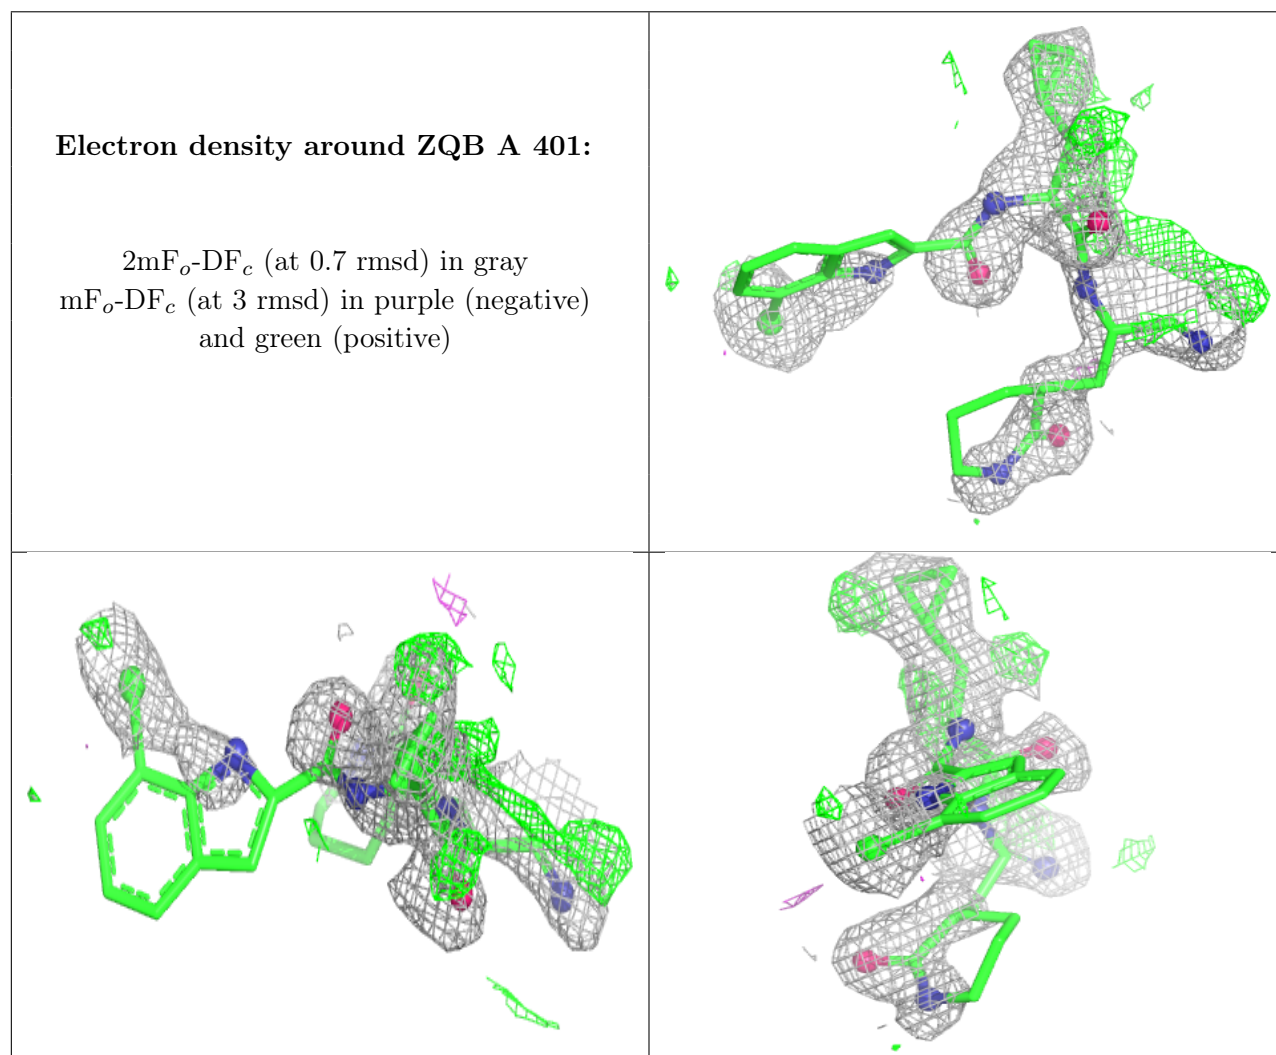 Electron density around ZQB A 401:
2mFo-DFc (at 0.7 rmsd) in gray
mFo-DFc (at 3 rmsd) in purple (negative)
and green (positive)